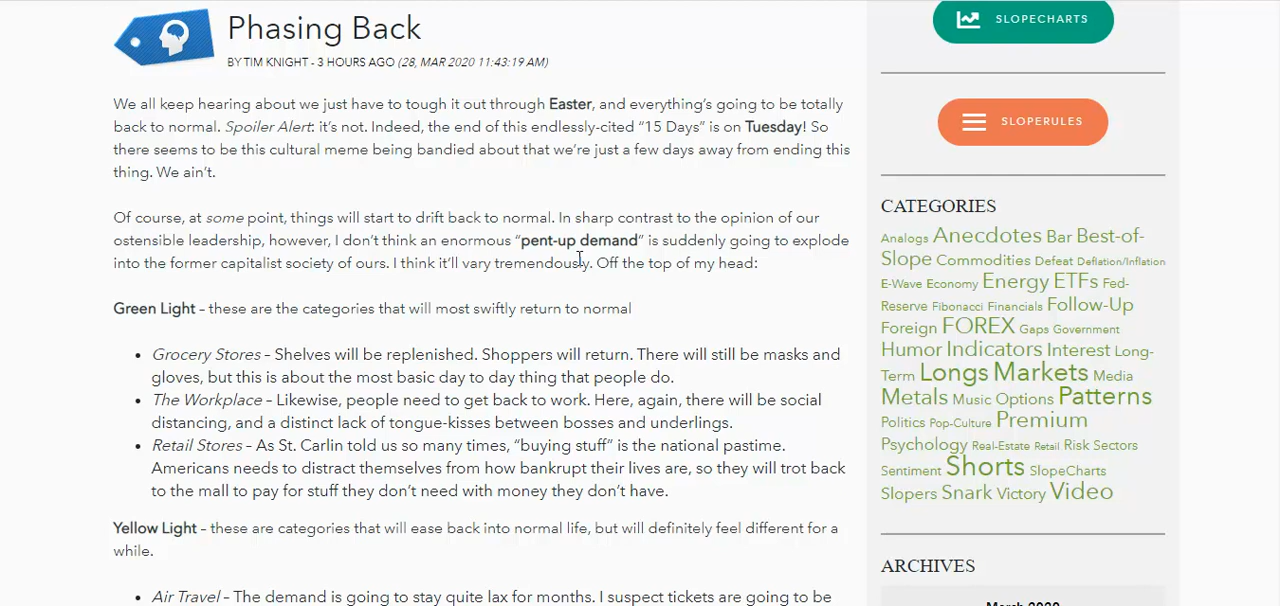 Phasing Back
BY TIM KNIGHT - 3 HOURS AGO (28, MAR 2020 11:43:19 AM)
We all keep hearing about we just have to tough it out through Easter, and everything's going to be totally
back to normal. Spoiler Alert: it's not. Indeed, the end of this endlessly-cited "15 Days" is on Tuesday! So
there seems to be this cultural meme being bandied about that we're just a few days away from ending this
thing. We ain't.
Of course, at some point, things will start to drift back to normal. In sharp contrast to the opinion of our
ostensible leadership, however, I don't think an enormous "pent-up demand" is suddenly going to explode
into the former capitalist society of ours. I think it'll vary tremendously. Off the top of my head:
Green Light – these are the categories that will most swiftly return to normal
• Grocery Stores – Shelves will be replenished. Shoppers will return. There will still be masks and
gloves, but this is about the most basic day to day thing that people do.
• The Workplace – Likewise, people need to get back to work. Here, again, there will be social
distancing, and a distinct lack of tongue-kisses between bosses and underlings.
• Retail Stores – As St. Carlin told us so many times, "buying stuff" is the national pastime.
Americans needs to distract themselves from how bankrupt their lives are, so they will trot back
to the mall to pay for stuff they don't need with money they don't have.
Yellow Light – these are categories that will ease back into normal life, but will definitely feel different for a
while.
• Air Travel – The demand is going to stay quite lax for months. I suspect tickets are going to be
SLOPECHARTS
SLOPERULES
CATEGORIES
Analogs Anecdotes Bar Best-of-
Slope Commodities Defeat Deflation/Inflation
E-Wave Economy Energy ETFs Fed-
Reserve Fibonacci Financials Follow-Up
Foreign FOREX Gaps Government
Humor Indicators Interest Long-
Term Longs Markets Media
Metals Music Options Patterns
Politics Pop-Culture Premium
Psychology Real-Estate Retail Risk Sectors
Sentiment Shorts SlopeCharts
Slopers Snark Victory Video
ARCHIVES
March 2020